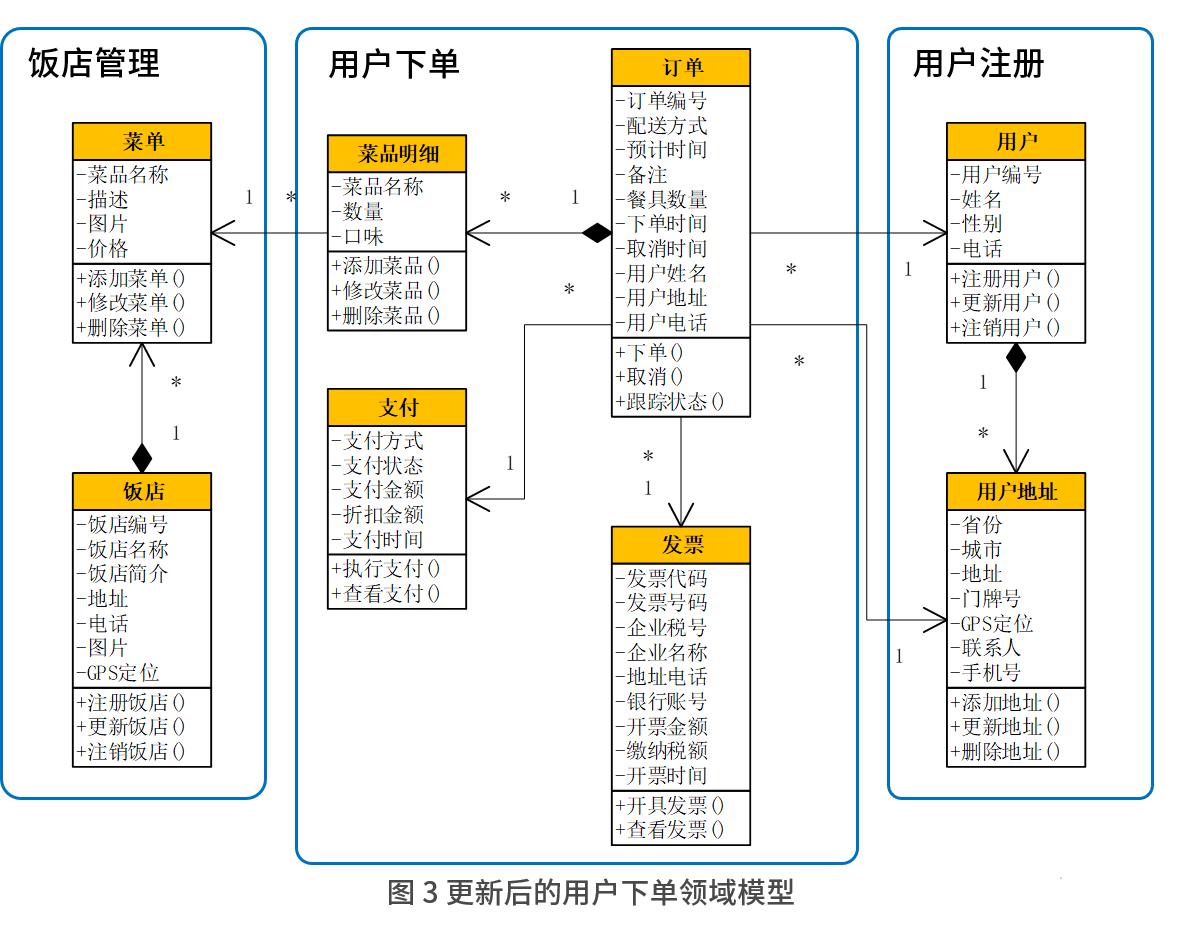 饭店管理
菜单
-菜品名称
-描述
-图片
-价格
+添加菜单()
+修改菜单()
+删除菜单()
*
1
饭店
-饭店编号
-饭店名称
-饭店简介
-地址
-电话
-图片
-GPS定位
+注册饭店()
+更新饭店()
+注销饭店()
1
*
用户下单
菜品明细
-菜品名称
-数量
-口味
+添加菜品()
+修改菜品()
+删除菜品()
*
1
*
支付
-支付方式
-支付状态
-支付金额
-折扣金额
-支付时间
+执行支付()
+查看支付()
1
订单
-订单编号
-配送方式
-预计时间
-备注
-餐具数量
-下单时间
-取消时间
-用户姓名
-用户地址
-用户电话
+下单()
+取消()
+跟踪状态()
*
1
发票
-发票代码
-发票号码
-企业税号
-企业名称
-地址电话
-银行账号
-开票金额
-缴纳税额
-开票时间
+开具发票()
+查看发票()
*
1
*
1
用户注册
用户
-用户编号
-姓名
-性别
-电话
+注册用户()
+更新用户()
+注销用户()
1
*
用户地址
-省份
-城市
-地址
-门牌号
-GPS定位
-联系人
-手机号
+添加地址()
+更新地址()
+删除地址()
图 3 更新后的用户下单领域模型